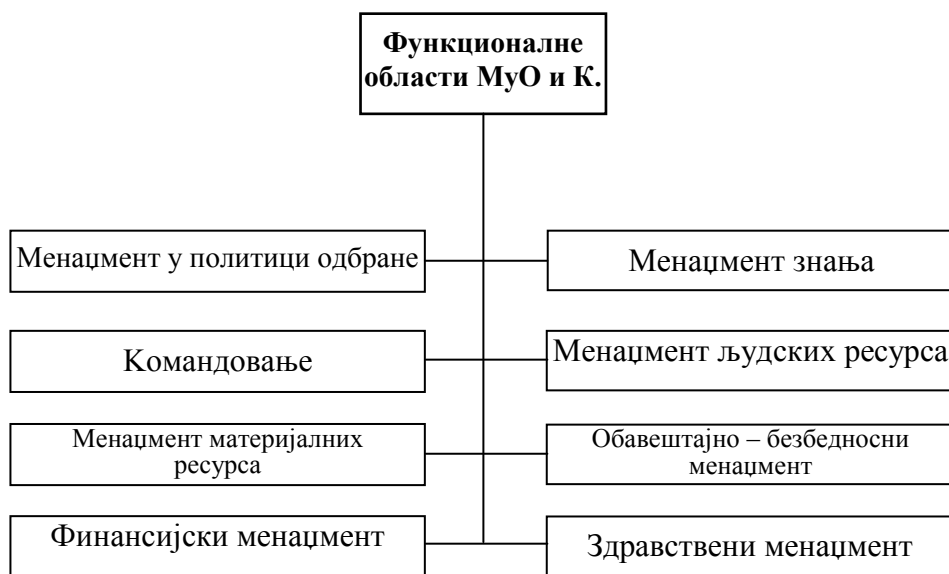 Функционалне
области МуО и К.
Менаџмент у политици одбране
Менаџмент знања
Командовање
Менаџмент људских ресурса
Менаџмент материјалних
ресурса
Обавештајно – безбедносни
менаџмент
Финансијски менаџмент
Здравствени менаџмент